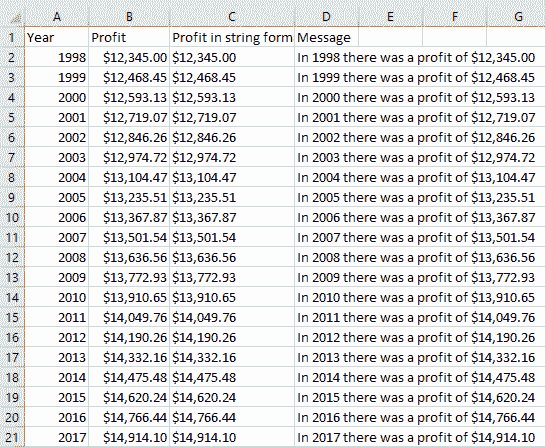 A B C D E F G
1 Year Profit Profit in string form Message
2 1998 $12,345.00 $12,345.00 In 1998 there was a profit of $12,345.00
3 1999 $12,468.45 $12,468.45 In 1999 there was a profit of $12,468.45
4 2000 $12,593.13 $12,593.13 In 2000 there was a profit of $12,593.13
5 2001 $12,719.07 $12,719.07 In 2001 there was a profit of $12,719.07
6 2002 $12,846.26 $12,846.26 In 2002 there was a profit of $12,846.26
7 2003 $12,974.72 $12,974.72 In 2003 there was a profit of $12,974.72
8 2004 $13,104.47 $13,104.47 In 2004 there was a profit of $13,104.47
9 2005 $13,235.51 $13,235.51 In 2005 there was a profit of $13,235.51
10 2006 $13,367.87 $13,367.87 In 2006 there was a profit of $13,367.87
11 2007 $13,501.54 $13,501.54 In 2007 there was a profit of $13,501.54
12 2008 $13,636.56 $13,636.56 In 2008 there was a profit of $13,636.56
13 2009 $13,772.93 $13,772.93 In 2009 there was a profit of $13,772.93
14 2010 $13,910.65 $13,910.65 In 2010 there was a profit of $13,910.65
15 2011 $14,049.76 $14,049.76 In 2011 there was a profit of $14,049.76
16 2012 $14,190.26 $14,190.26 In 2012 there was a profit of $14,190.26
17 2013 $14,332.16 $14,332.16 In 2013 there was a profit of $14,332.16
18 2014 $14,475.48 $14,475.48 In 2014 there was a profit of $14,475.48
19 2015 $14,620.24 $14,620.24 In 2015 there was a profit of $14,620.24
20 2016 $14,766.44 $14,766.44 In 2016 there was a profit of $14,766.44
21 2017 $14,914.10 $14,914.10 In 2017 there was a profit of $14,914.10